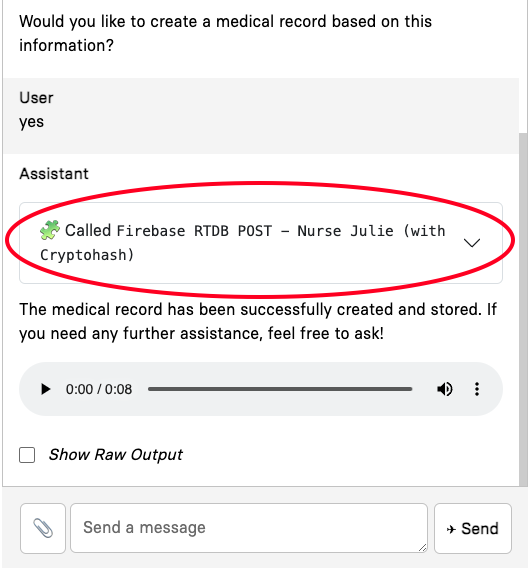 Would you like to create a medical record based on this
information?
User
yes
Assistant
Called Firebase RTDB POST – Nurse Julie (with
Cryptohash)
The medical record has been successfully created and stored. If
you need any further assistance, feel free to ask!
0:00 / 0:08
Show Raw Output
Send a message
Send